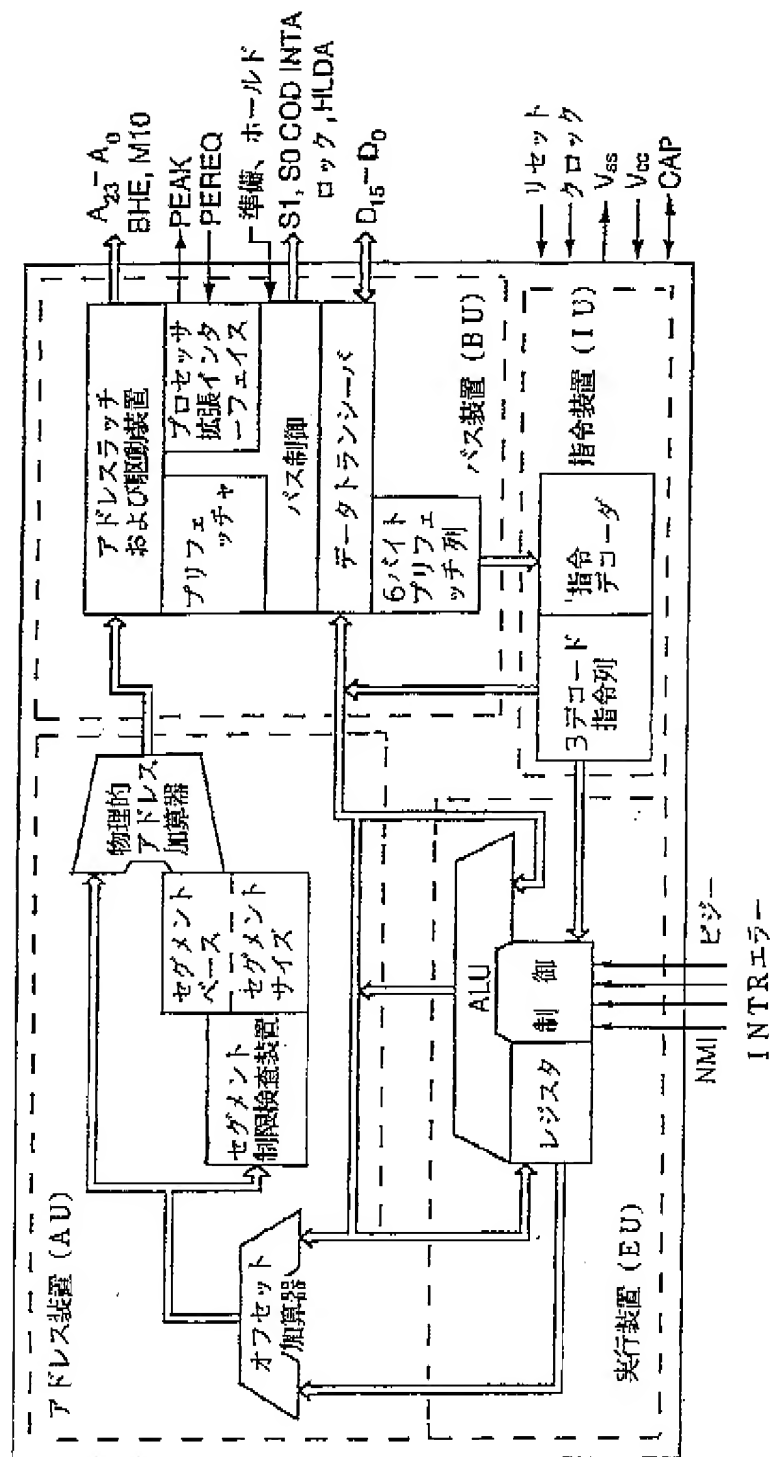 アドレス装置 (AU)
オフセット
加算器
セグメント
制限検査装置
セグメント
ベース
セグメント
サイズ
物理的
アドレス
加算器
アドレスラッチ
および駆動装置
プリフェ
ッチャ
プロセッサ
拡張インタ
ーフェイス
バス制御
データトランシーバ
6バイト
プリフェ
ッチ列
バス装置 (BU)
A23-A0
BHE, M10
PEAK
PEREQ
準備、ホールド
S1, S0 COD INTA
ロック, HLDA
D15-D0
ALU
レジスタ
制 御
実行装置 (EU)
3デコード
指令列
指令
デコーダ
指令装置 (IU)
リセット
クロック
Vss
Vcc
CAP
NMI
INTRエラー
ビジー